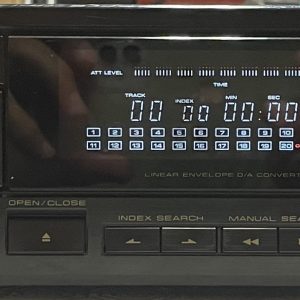 ATT LEVEL
TIME
TRACK INDEX MIN SEC
00 00 00:00
1 2 3 4 5 6 7 8 9 10
11 12 13 14 15 16 17 18 19 20
LINEAR ENVELOPE D/A CONVERT
OPEN/CLOSE
INDEX SEARCH MANUAL SEA